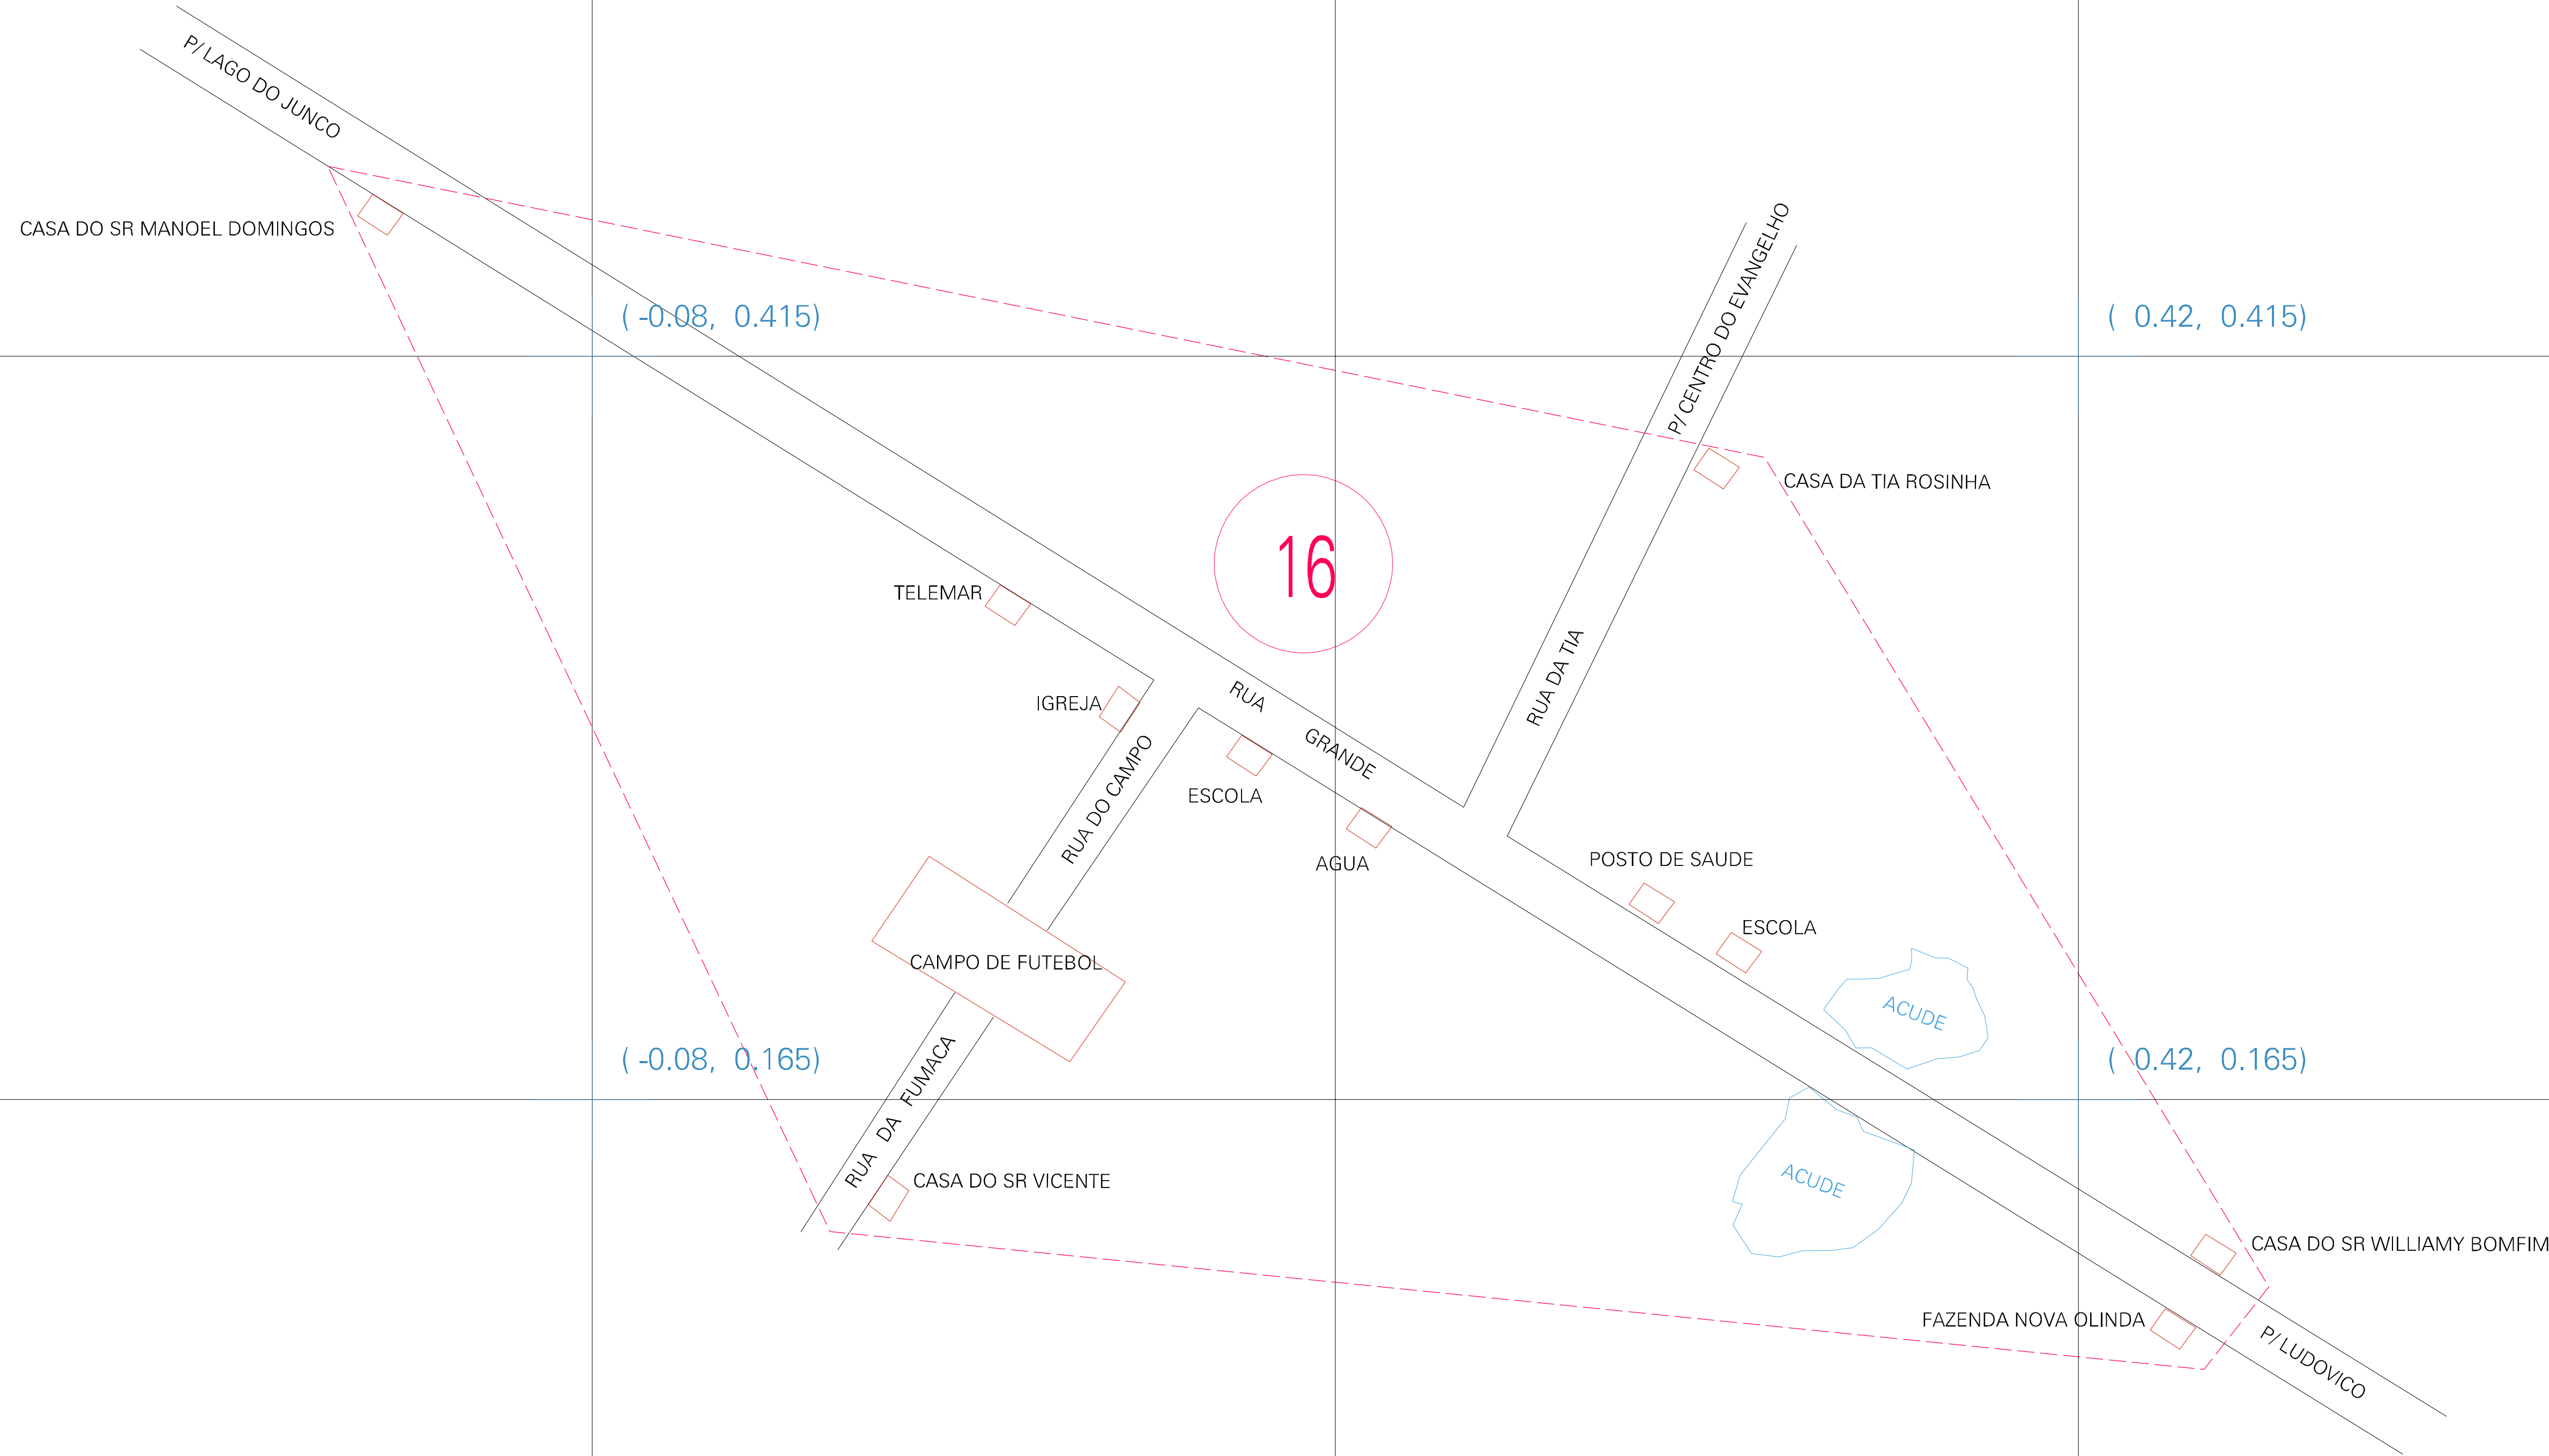 P/ LAGO DO JUNCO
CASA DO SR MANOEL DOMINGOS
P/ CENTRO DO EVANGELHO
( -0.08, 0.415)
( 0.42, 0.415)
CASA DA TIA ROSINHA
16
TELEMAR
RUA DA TIA
IGREJA
RUA GRANDE
RUA DO CAMPO
ESCOLA
AGUA
POSTO DE SAUDE
ESCOLA
CAMPO DE FUTEBOL
ACUDE
( -0.08, 0.165)
( 0.42, 0.165)
RUA DA FUMACA
CASA DO SR VICENTE
ACUDE
CASA DO SR WILLIAMY BOMFIM
FAZENDA NOVA OLINDA
P/ LUDOVICO